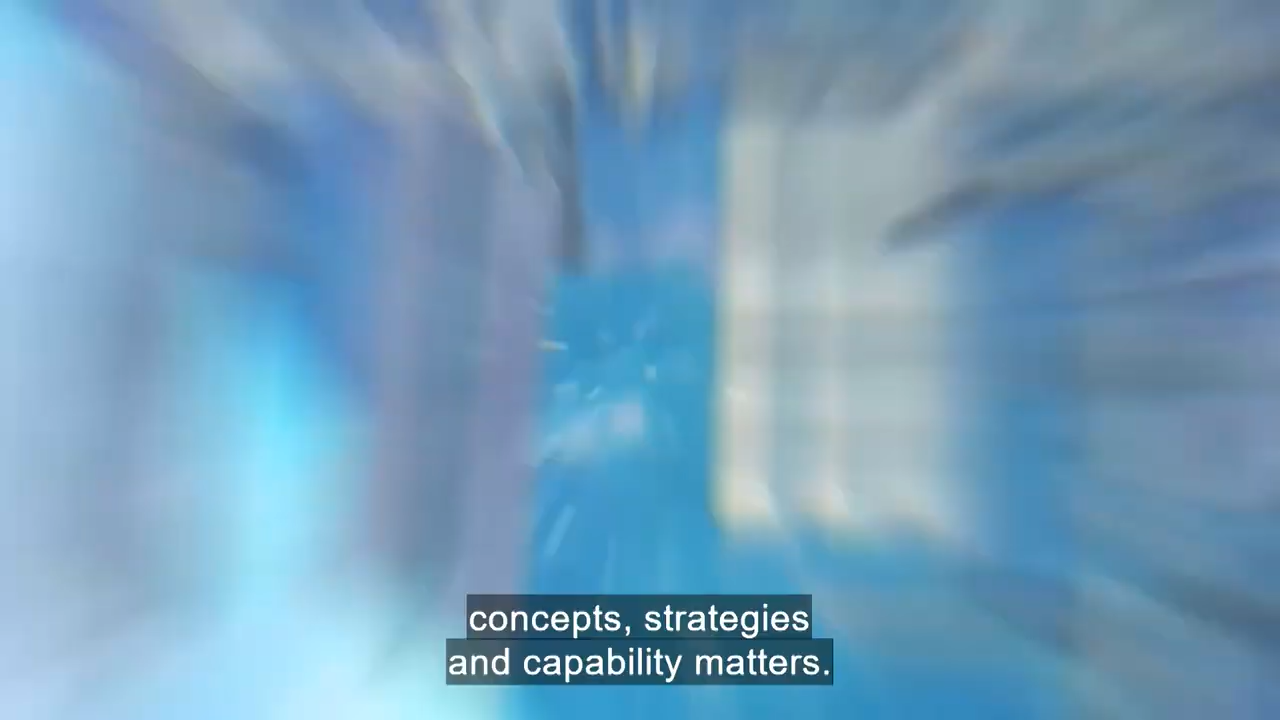 concepts, strategies
and capability matters.